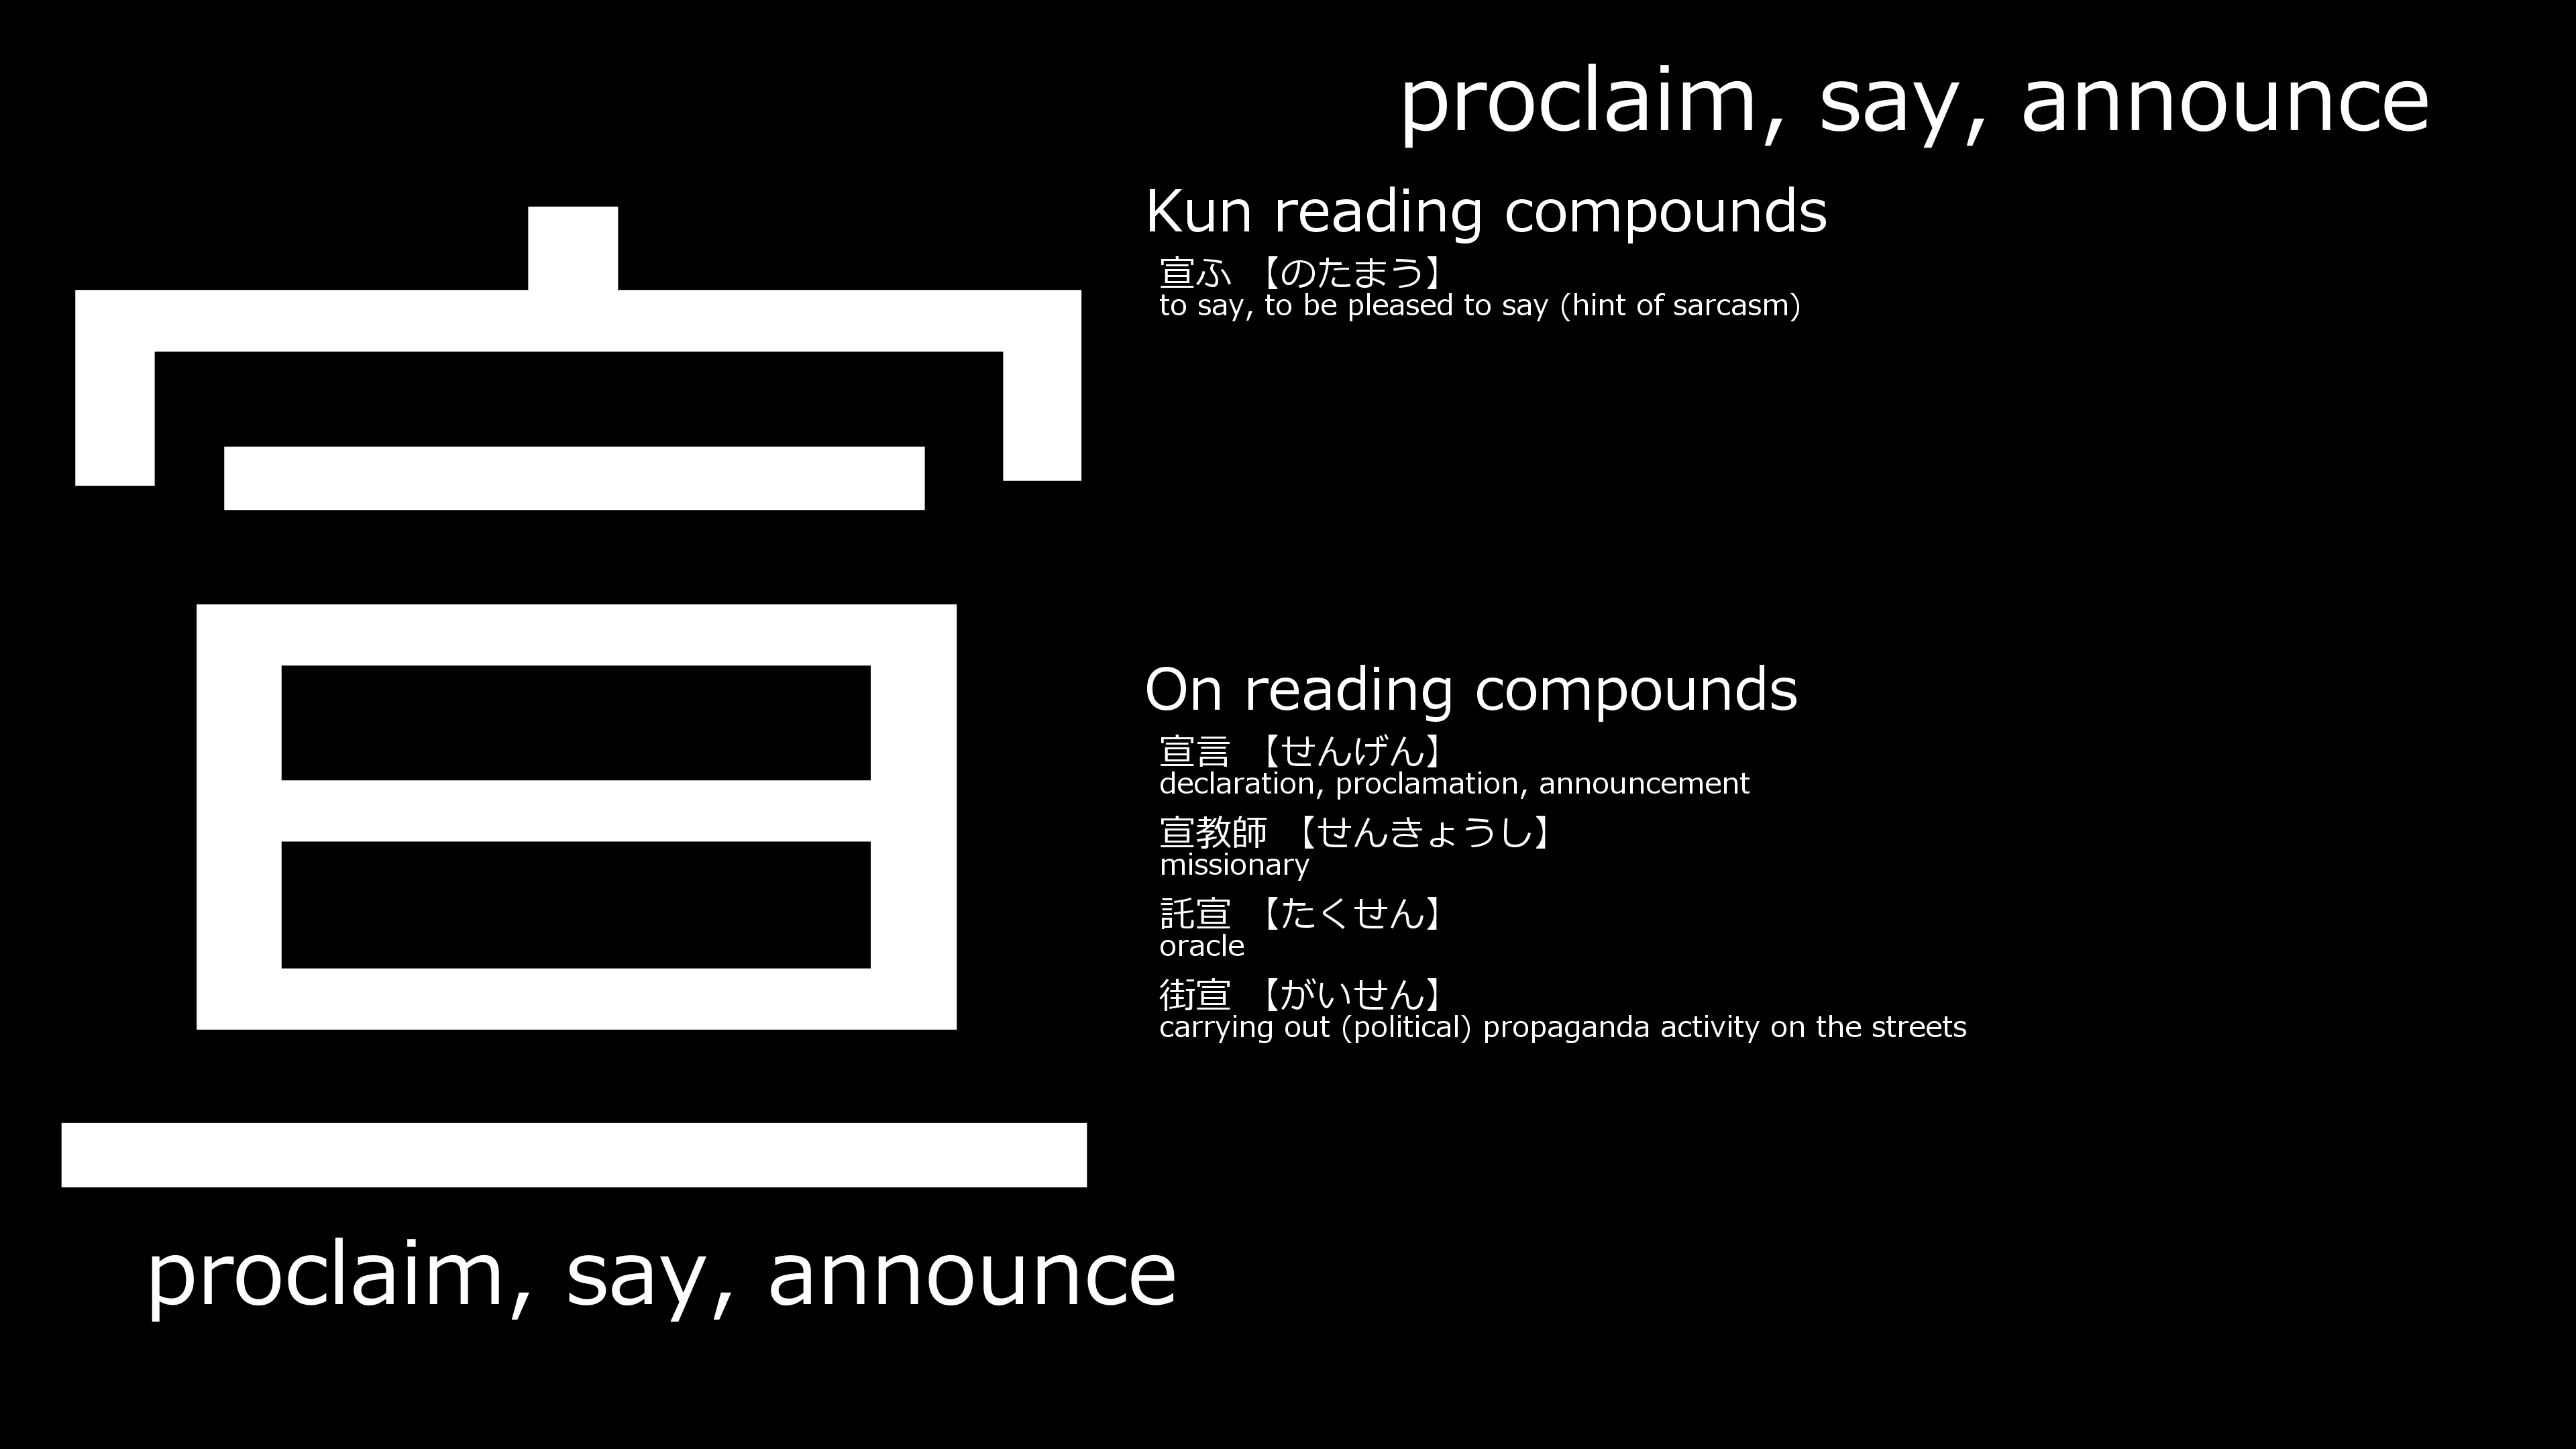 宣
proclaim, say, announce
proclaim, say, announce
Kun reading compounds
宣ふ 【のたまう】
to say, to be pleased to say (hint of sarcasm)
On reading compounds
宣言 【せんげん】
declaration, proclamation, announcement
宣教師 【せんきょうし】
missionary
託宣 【たくせん】
oracle
街宣 【がいせん】
carrying out (political) propaganda activity on the streets